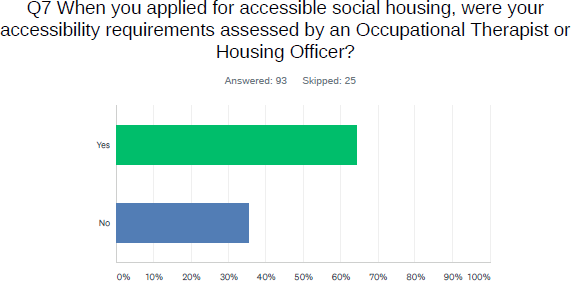 Q7 When you applied for accessible social housing, were your
accessibility requirements assessed by an Occupational Therapist or
Housing Officer?
Answered: 93 Skipped: 25
Yes
No
0% 10% 20% 30% 40% 50% 60% 70% 80% 90% 100%